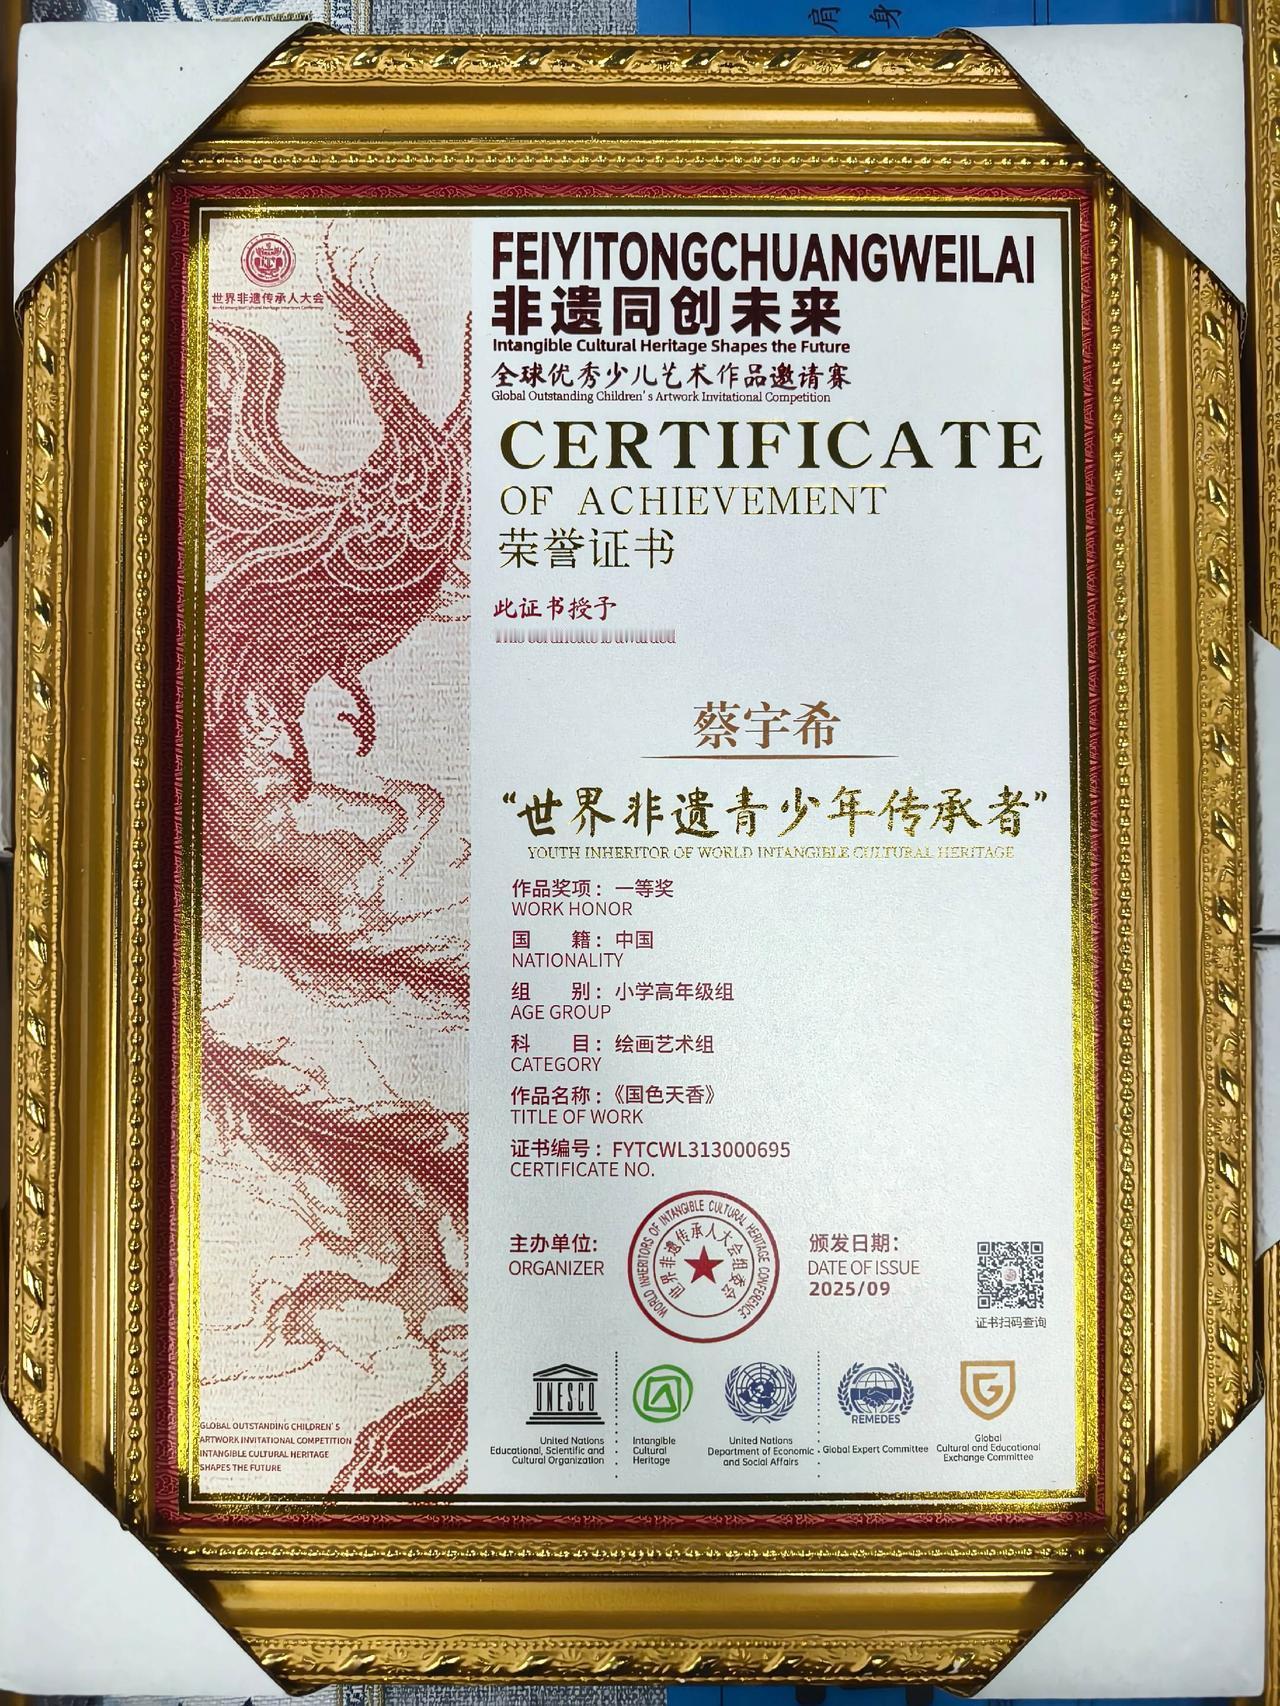 肩 身
世界非遗传承人大会
FEIYITONGCHUANGWEILAI
非遗同创未来
Intangible Cultural Heritage Shapes the Future
全球优秀少儿艺术作品邀请赛
Global Outstanding Children's Artwork Invitational Competition
CERTIFICATE
OF ACHIEVEMENT
荣誉证书
此证书授予
This certificate is awarded
蔡宇希
“世界非遗青少年传承者”
YOUTH INHERITOR OF WORLD INTANGIBLE CULTURAL HERITAGE
作品奖项：一等奖
WORK HONOR
国 籍：中国
NATIONALITY
组 别：小学高年级组
AGE GROUP
科 目：绘画艺术组
CATEGORY
作品名称：《国色天香》
TITLE OF WORK
证书编号：FYTCWL313000695
CERTIFICATE NO.
主办单位：
ORGANIZER
WORLD INHERITORS OF INTANGIBLE CULTURAL HERITAGE CONFERENCE
世界非遗传承人大会组委会
颁发日期：
DATE OF ISSUE
2025/09
证书扫码查询
UNESCO
United Nations
Educational, Scientific and
Cultural Organization
Intangible
Cultural
Heritage
United Nations
Department of Economic
and Social Affairs
REMEDES
Global Expert Committee
G
Global
Cultural and Educational
Exchange Committee
GLOBAL OUTSTANDING CHILDREN'S
ARTWORK INVITATIONAL COMPETITION
INTANGIBLE CULTURAL HERITAGE
SHAPES THE FUTURE